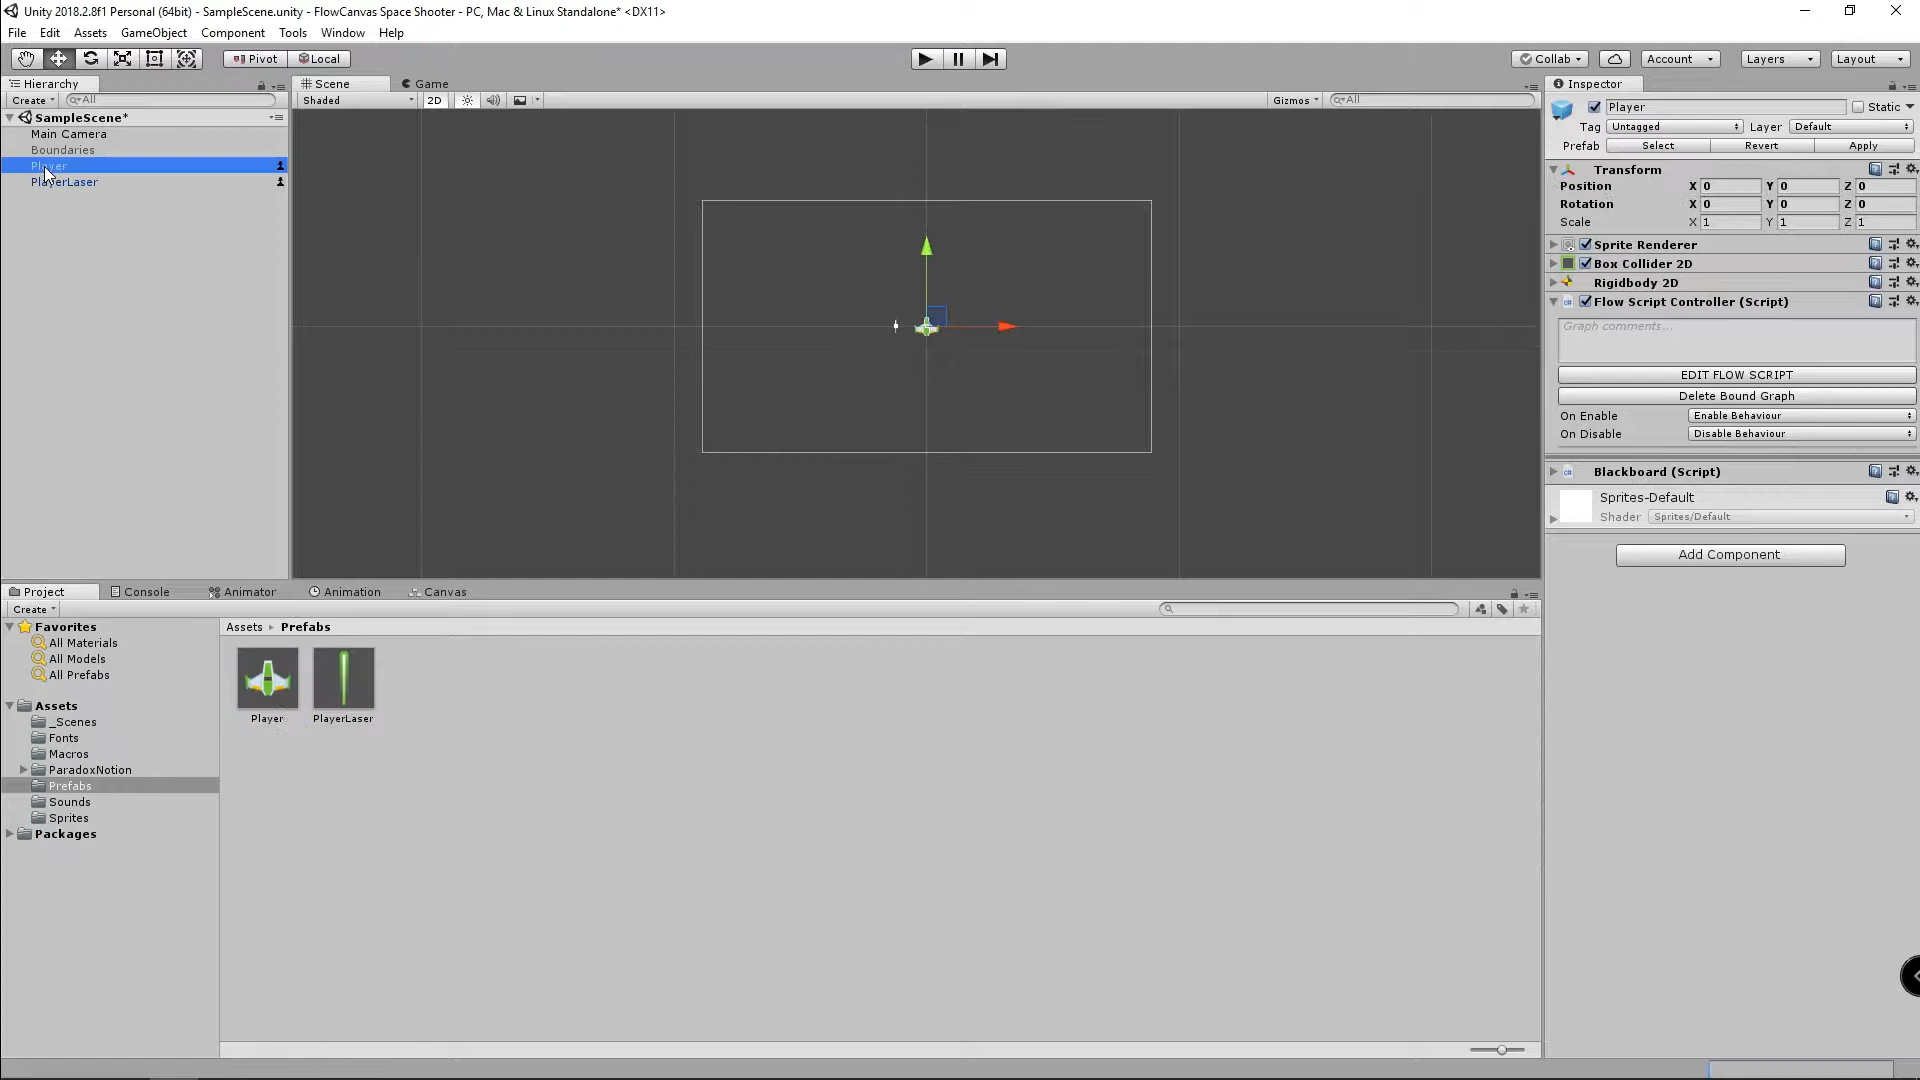 Unity 2018.2.8f1 Personal (64bit) - SampleScene.unity - FlowCanvas Space Shooter - PC, Mac & Linux Standalone* <DX11>
File Edit Assets GameObject Component Tools Window Help
Pivot Local Collab Account Layers Layout
Hierarchy
Create All
SampleScene*
Main Camera
Boundaries
Player
PlayerLaser
Scene Game
Shaded 2D Gizmos All
Inspector
Player Static
Tag Untagged Layer Default
Prefab Select Revert Apply
Transform
Position X 0 Y 0 Z 0
Rotation X 0 Y 0 Z 0
Scale X 1 Y 1 Z 1
Sprite Renderer
Box Collider 2D
Rigidbody 2D
Flow Script Controller (Script)
Graph comments...
EDIT FLOW SCRIPT
Delete Bound Graph
On Enable Enable Behaviour
On Disable Disable Behaviour
Blackboard (Script)
Sprites-Default
Shader Sprites/Default
Add Component
Project Console Animator Animation Canvas
Create
Favorites
All Materials
All Models
All Prefabs
Assets
_Scenes
Fonts
Macros
ParadoxNotion
Prefabs
Sounds
Sprites
Packages
Assets Prefabs
Player PlayerLaser